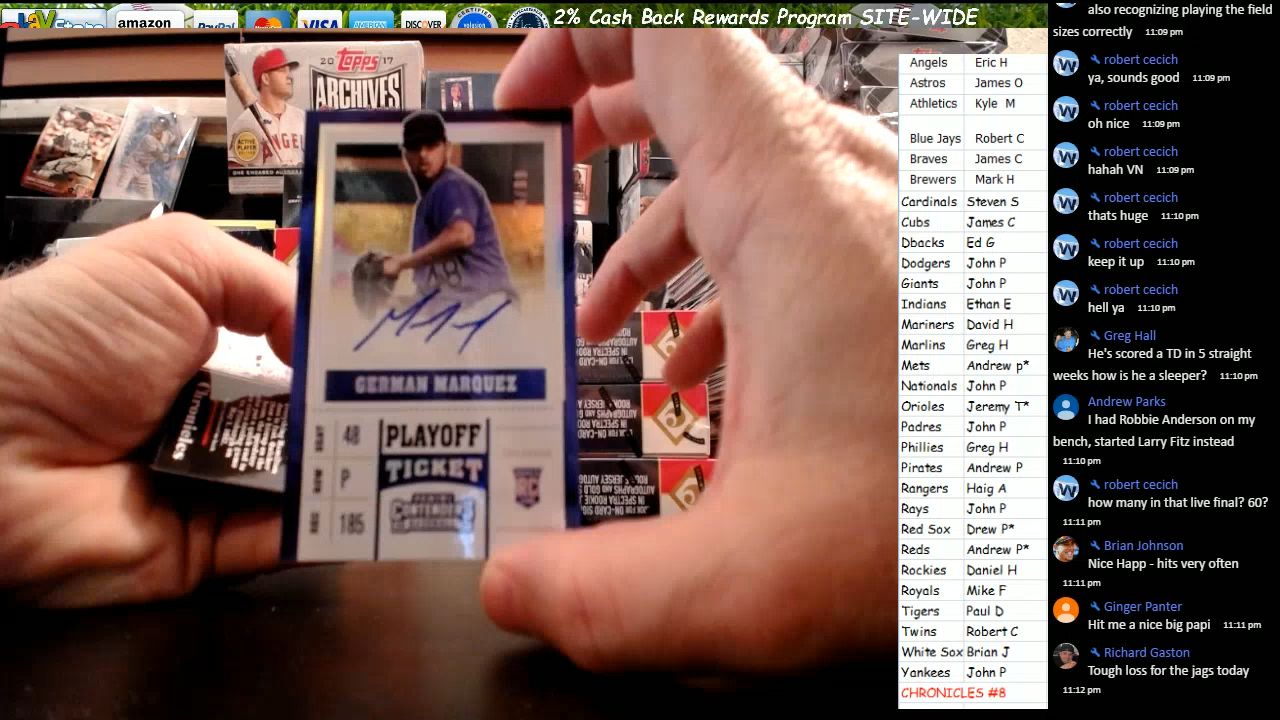 amazon
PayPal
VISA
DISCOVER
2% Cash Back Rewards Program SITE-WIDE
2017
Topps
ARCHIVES
ACTIVE PLAYER
48
GERMAN MARQUEZ
48
PLAYOFF
TICKET
P
185
RC
Chronicles
Angels Eric H
Astros James O
Athletics Kyle M
Blue Jays Robert C
Braves James C
Brewers Mark H
Cardinals Steven S
Cubs James C
Dbacks Ed G
Dodgers John P
Giants John P
Indians Ethan E
Mariners David H
Marlins Greg H
Mets Andrew p*
Nationals John P
Orioles Jeremy T*
Padres John P
Phillies Greg H
Pirates Andrew P
Rangers Haig A
Rays John P
Red Sox Drew P*
Reds Andrew P*
Rockies Daniel H
Royals Mike F
Tigers Paul D
Twins Robert C
White Sox Brian J
Yankees John P
CHRONICLES #8
also recognizing playing the field
sizes correctly 11:09 pm
robert cecich
ya, sounds good 11:09 pm
robert cecich
oh nice 11:09 pm
robert cecich
hahah VN 11:09 pm
robert cecich
thats huge 11:10 pm
robert cecich
keep it up 11:10 pm
robert cecich
hell ya 11:10 pm
Greg Hall
He's scored a TD in 5 straight
weeks how is he a sleeper? 11:10 pm
Andrew Parks
I had Robbie Anderson on my
bench, started Larry Fitz instead
11:10 pm
robert cecich
how many in that live final? 60?
11:11 pm
Brian Johnson
Nice Happ - hits very often
11:11 pm
Ginger Panter
Hit me a nice big papi 11:11 pm
Richard Gaston
Tough loss for the jags today
11:12 pm